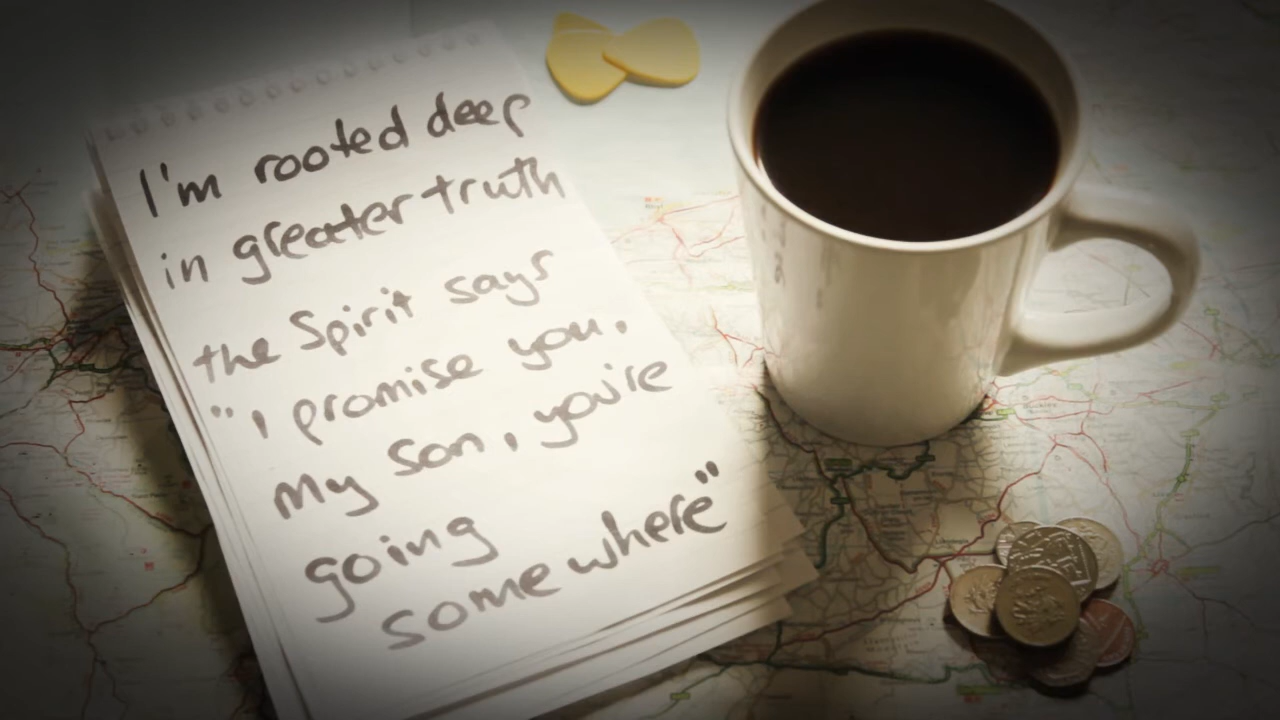 I'm rooted deep
in greater truth
the Spirit says
"I promise you,
My Son, you're
going
somewhere"